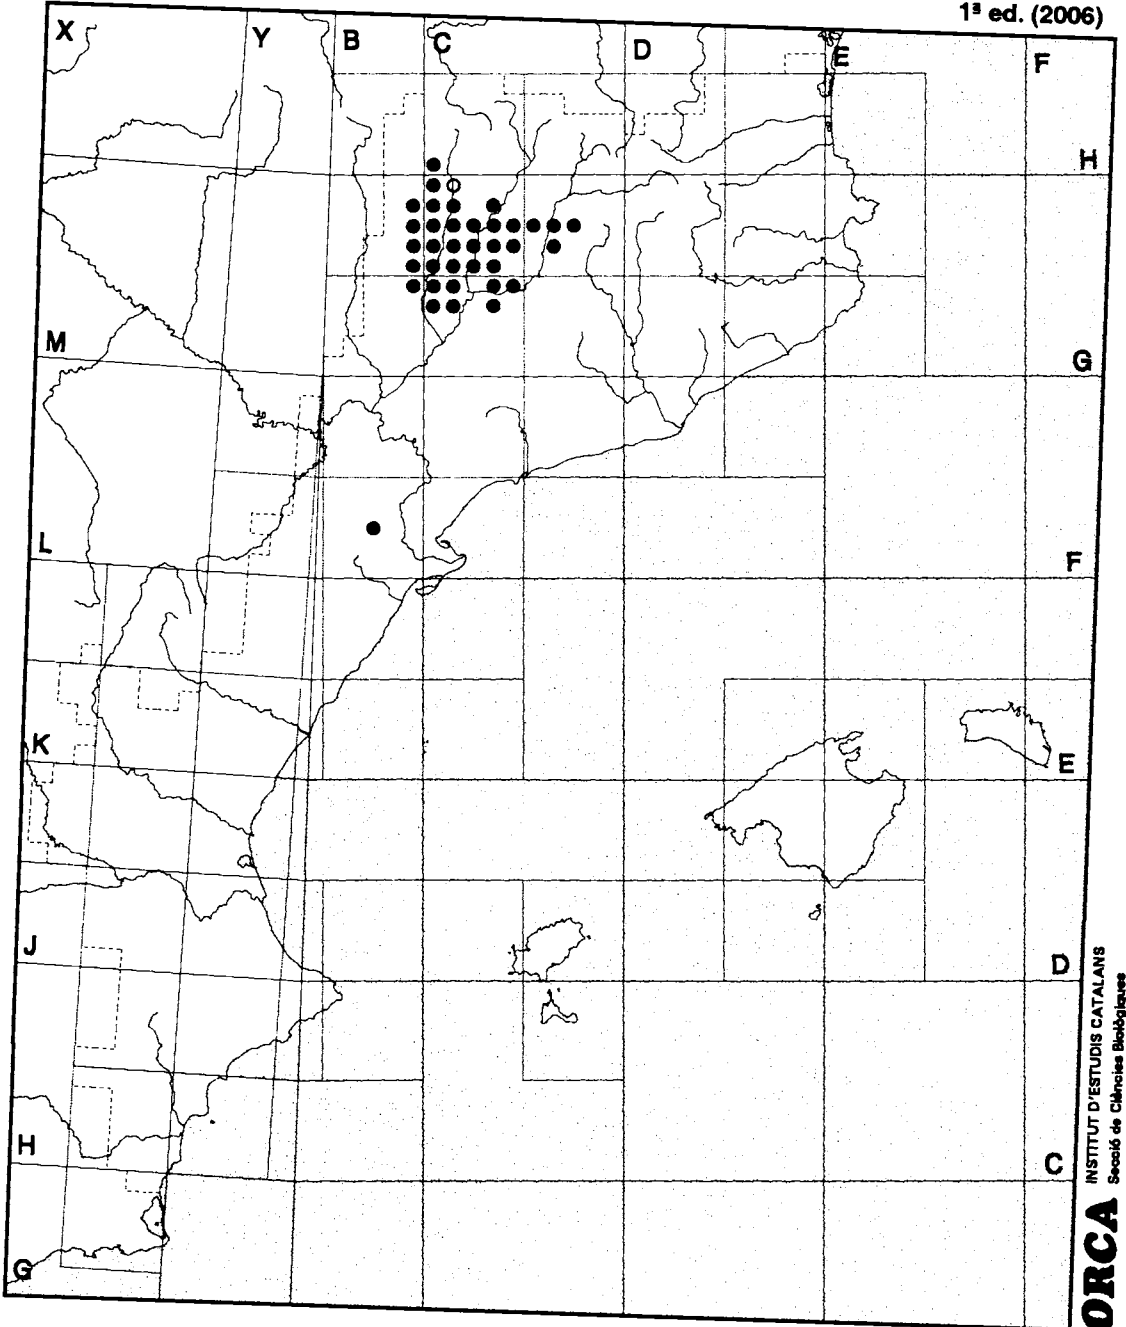 1ª ed. (2006)
X Y B C D E F
H
M
G
L
F
K
E
J
D
H
C
G
INSTITUT D'ESTUDIS CATALANS
Secció de Ciències Biològiques
ORCA